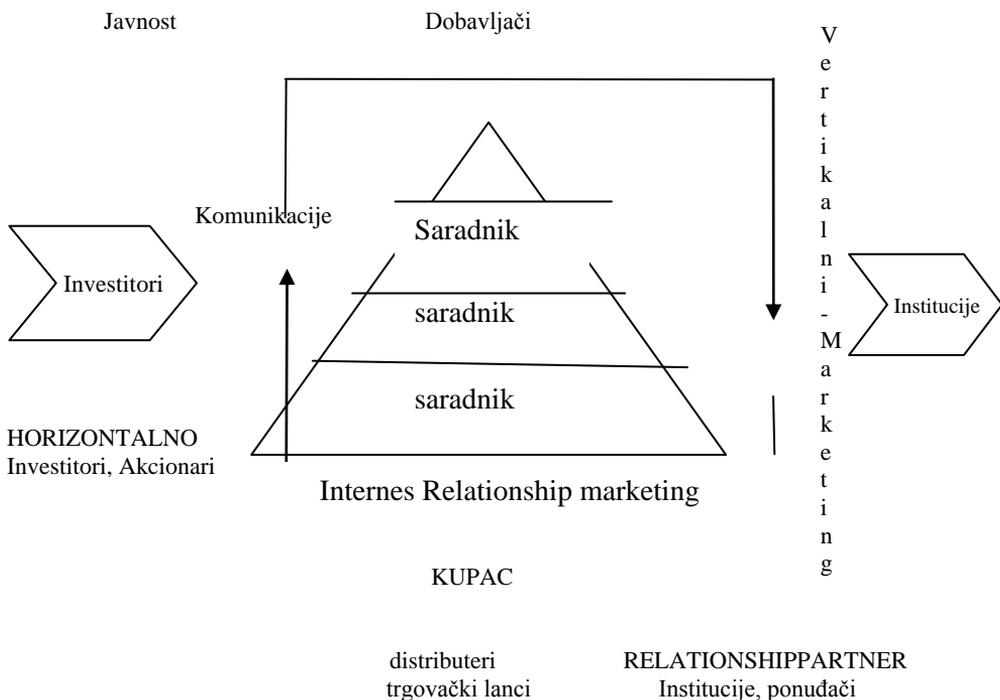 Javnost
Dobavljači
Vertikalni-Marketing
Komunikacije
Saradnik
Investitori
saradnik
Institucije
saradnik
HORIZONTALNO
Investitori, Akcionari
Internes Relationship marketing
KUPAC
distributeri
trgovački lanci
RELATIONSHIPPARTNER
Institucije, ponuđači